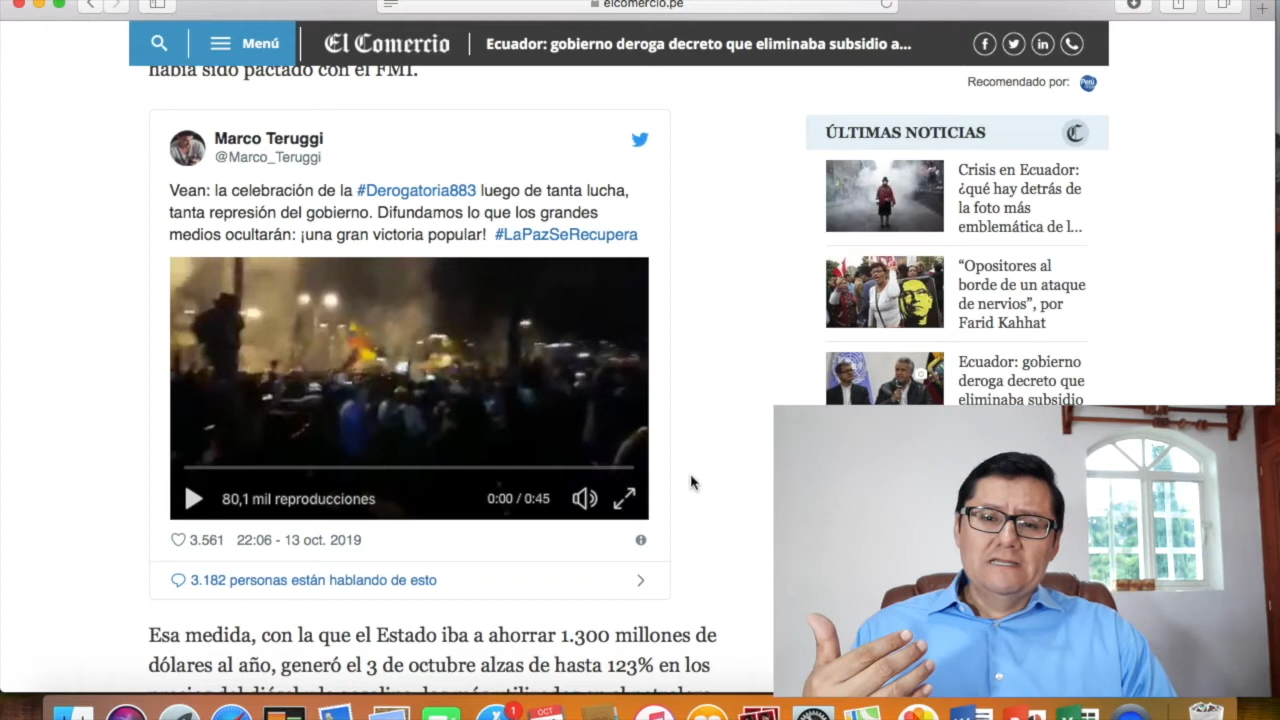 elcomercio.pe
Menú
El Comercio
Ecuador: gobierno deroga decreto que eliminaba subsidio a...
había sido pactado con el FMI.
Recomendado por:
Marco Teruggi
@Marco_Teruggi
Vean: la celebración de la #Derogatoria883 luego de tanta lucha,
tanta represión del gobierno. Difundamos lo que los grandes
medios ocultarán: ¡una gran victoria popular! #LaPazSeRecupera
80,1 mil reproducciones
0:00 / 0:45
3.561 22:06 - 13 oct. 2019
3.182 personas están hablando de esto
Esa medida, con la que el Estado iba a ahorrar 1.300 millones de
dólares al año, generó el 3 de octubre alzas de hasta 123% en los
ÚLTIMAS NOTICIAS
Crisis en Ecuador:
¿qué hay detrás de
la foto más
emblemática de l...
“Opositores al
borde de un ataque
de nervios”, por
Farid Kahhat
Ecuador: gobierno
deroga decreto que
eliminaba subsidio
1
OCT